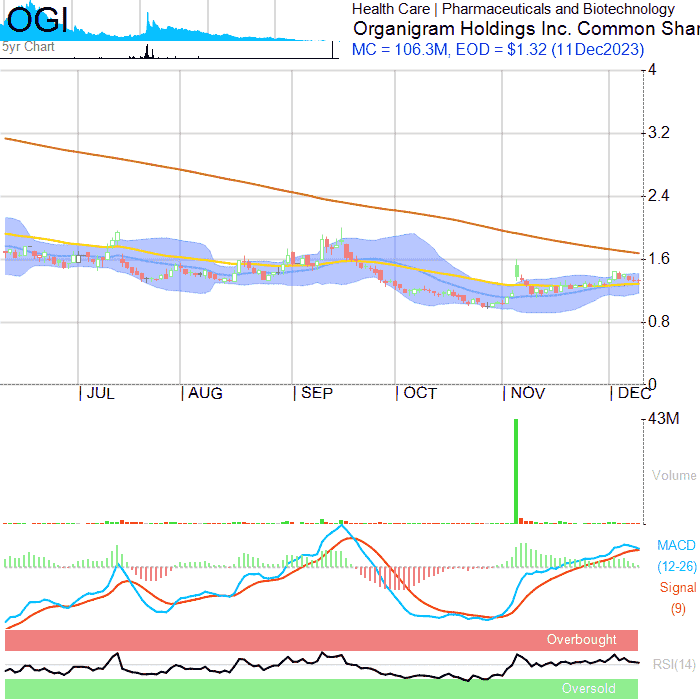 OGI
5yr Chart
Health Care | Pharmaceuticals and Biotechnology
Organigram Holdings Inc. Common Shar
MC = 106.3M, EOD = $1.32 (11Dec2023)
4
3.2
2.4
1.6
0.8
0
| JUL | AUG | SEP | OCT | NOV | DEC
43M
Volume
MACD
(12-26)
Signal
(9)
Overbought
RSI(14)
Oversold